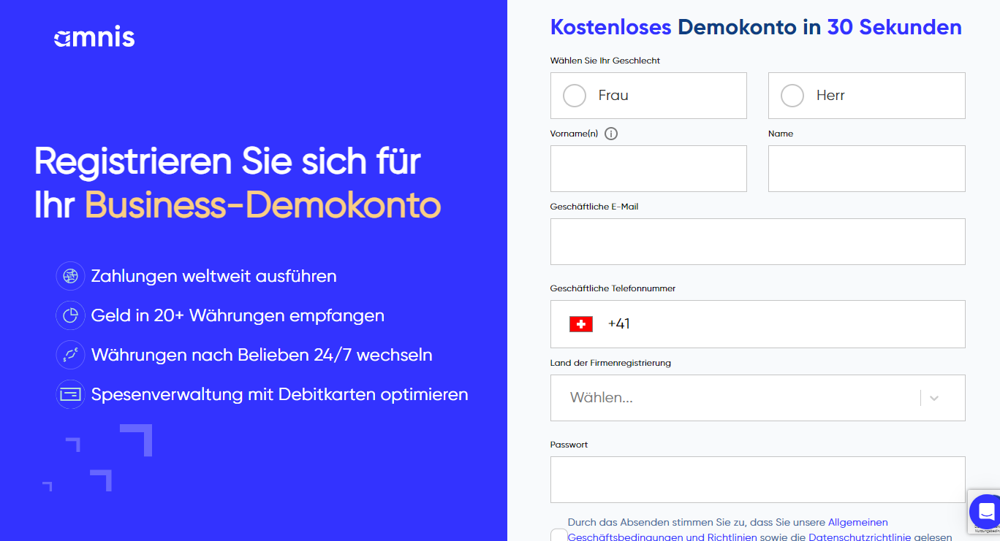 amnis
Registrieren Sie sich für
Ihr Business-Demokonto
Zahlungen weltweit ausführen
Geld in 20+ Währungen empfangen
Währungen nach Belieben 24/7 wechseln
Spesenverwaltung mit Debitkarten optimieren
Kostenloses Demokonto in 30 Sekunden
Wählen Sie Ihr Geschlecht
Frau
Herr
Vorname(n)
Name
Geschäftliche E-Mail
Geschäftliche Telefonnummer
+41
Land der Firmenregistrierung
Wählen...
Passwort
Durch das Absenden stimmen Sie zu, dass Sie unsere Allgemeinen
Geschäftsbedingungen und Richtlinien sowie die Datenschutzrichtlinie gelesen